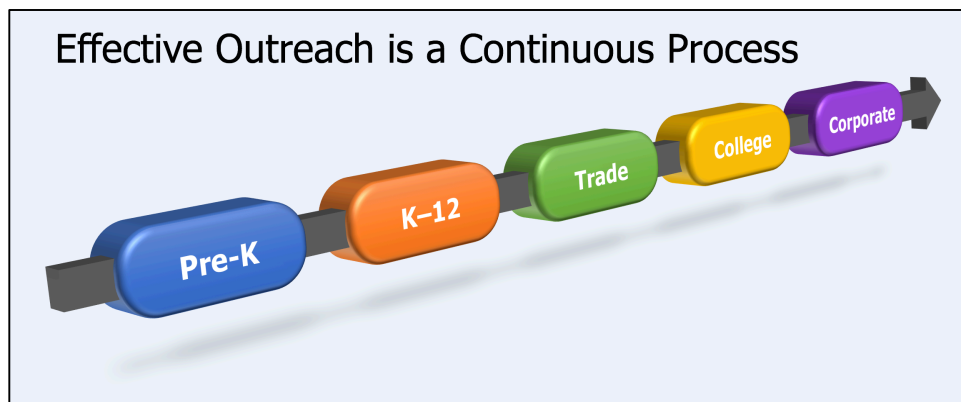 Effective Outreach is a Continuous Process
Pre-K
K–12
Trade
College
Corporate